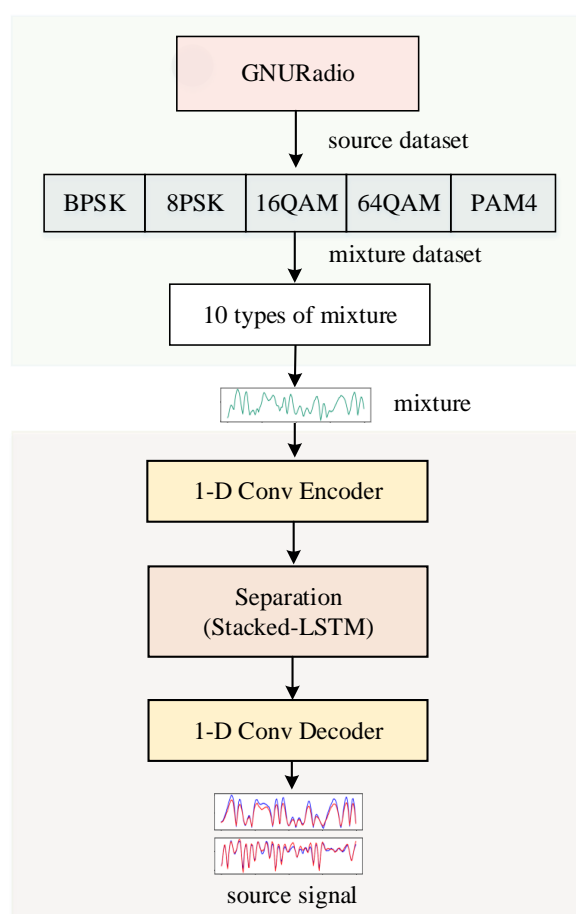 GNURadio
source dataset
BPSK 8PSK 16QAM 64QAM PAM4
mixture dataset
10 types of mixture
mixture
1-D Conv Encoder
Separation
(Stacked-LSTM)
1-D Conv Decoder
source signal